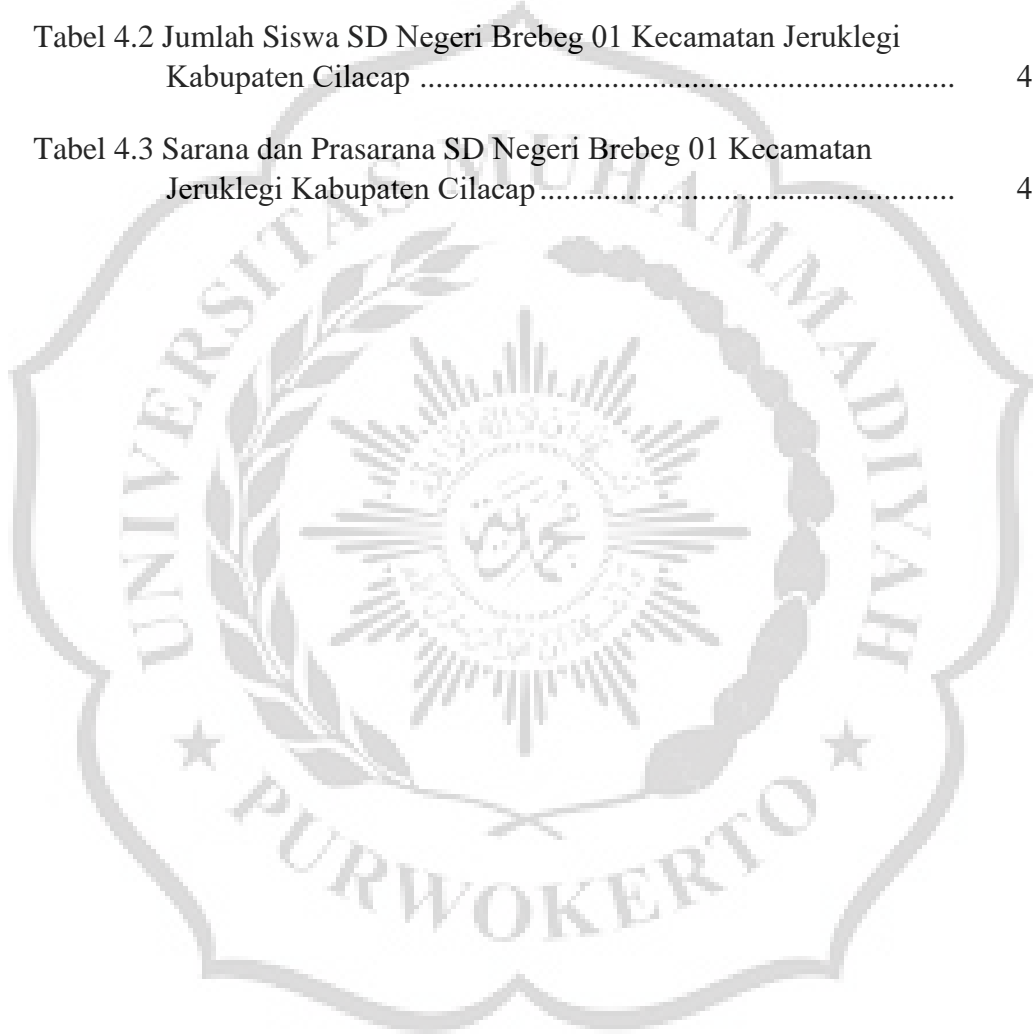 Tabel 4.2 Jumlah Siswa SD Negeri Brebeg 01 Kecamatan Jeruklegi
Kabupaten Cilacap ................................................................... 4
Tabel 4.3 Sarana dan Prasarana SD Negeri Brebeg 01 Kecamatan
Jeruklegi Kabupaten Cilacap .................................................... 4
UNIVERSITAS MUHAMMADIYAH
PURWOKERTO